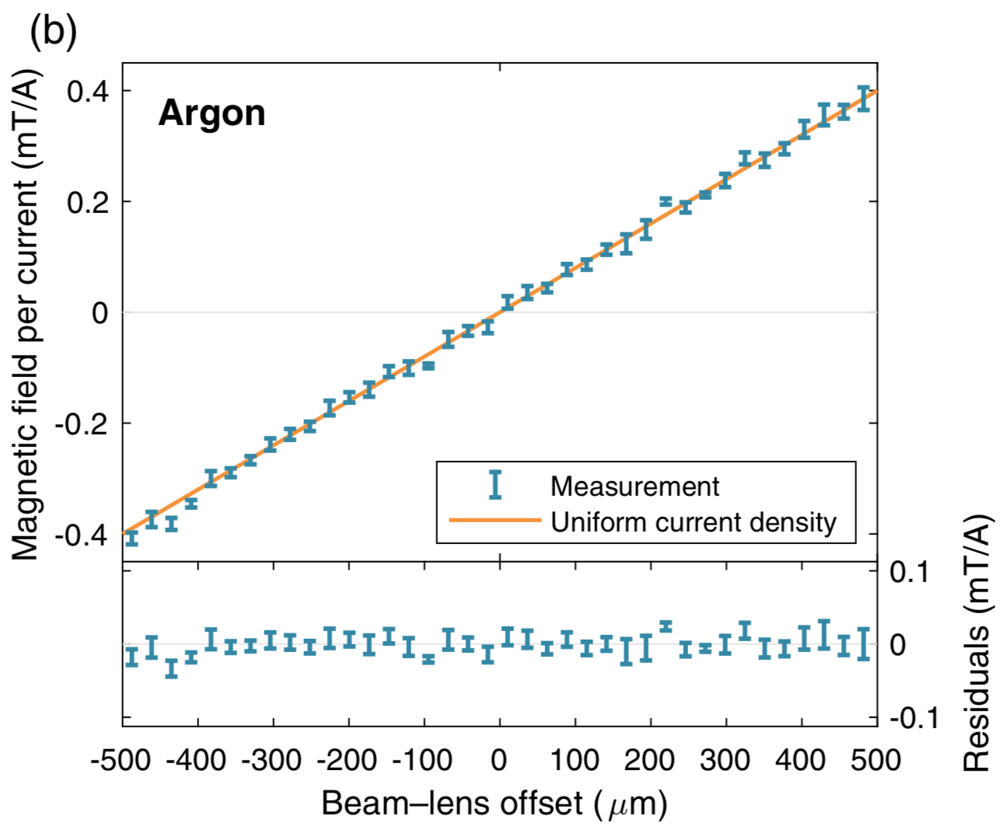 (b)
Magnetic field per current (mT/A)
0.4
0.2
0
-0.2
-0.4
Argon
Measurement
Uniform current density
0.1
0
-0.1
Residuals (mT/A)
-500 -400 -300 -200 -100 0 100 200 300 400 500
Beam–lens offset (μm)